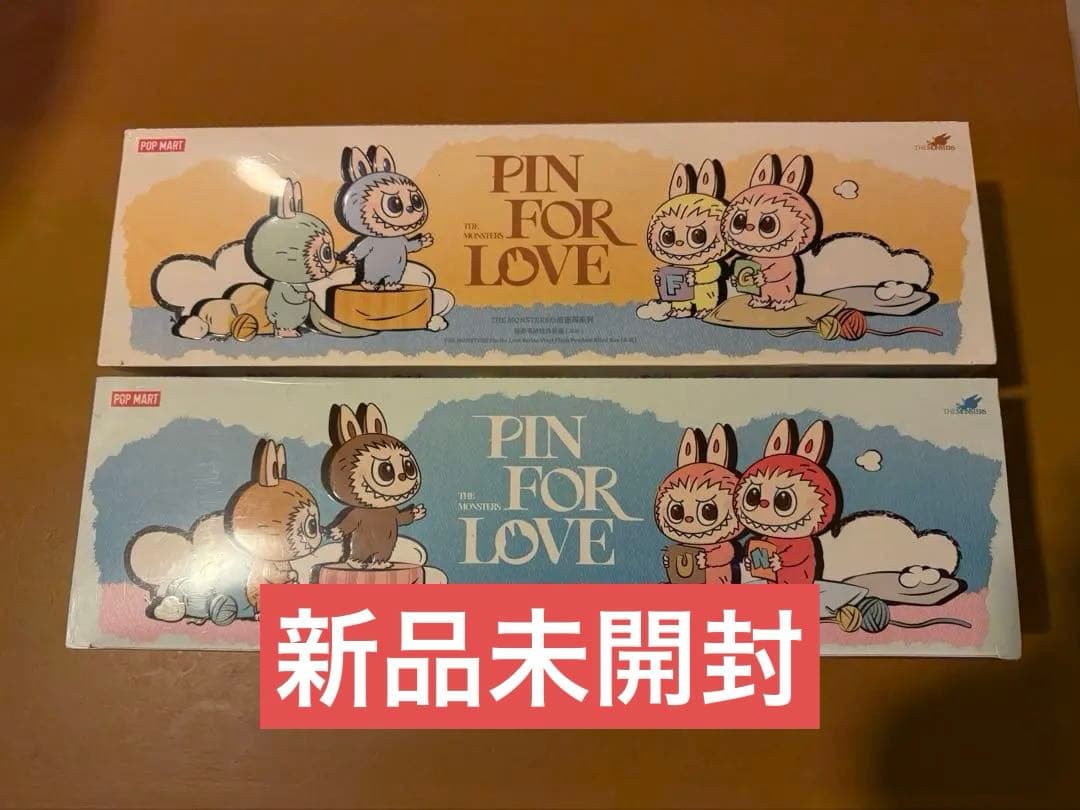 POP MART
THE MONSTERS
PIN
FOR
THE
MONSTERS
LOVE
F
G
POP MART
THE MONSTERS
PIN
FOR
THE
MONSTERS
LOVE
U
N
新品未開封